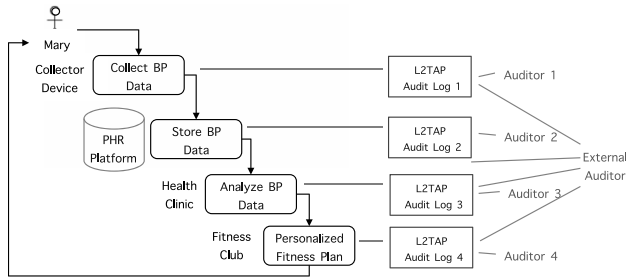 Mary
Collector
Device
Collect BP
Data
L2TAP
Audit Log 1
Auditor 1
PHR
Platform
Store BP
Data
L2TAP
Audit Log 2
Auditor 2
External
Auditor
Health
Clinic
Analyze BP
Data
L2TAP
Audit Log 3
Auditor 3
Fitness
Club
Personalized
Fitness Plan
L2TAP
Audit Log 4
Auditor 4